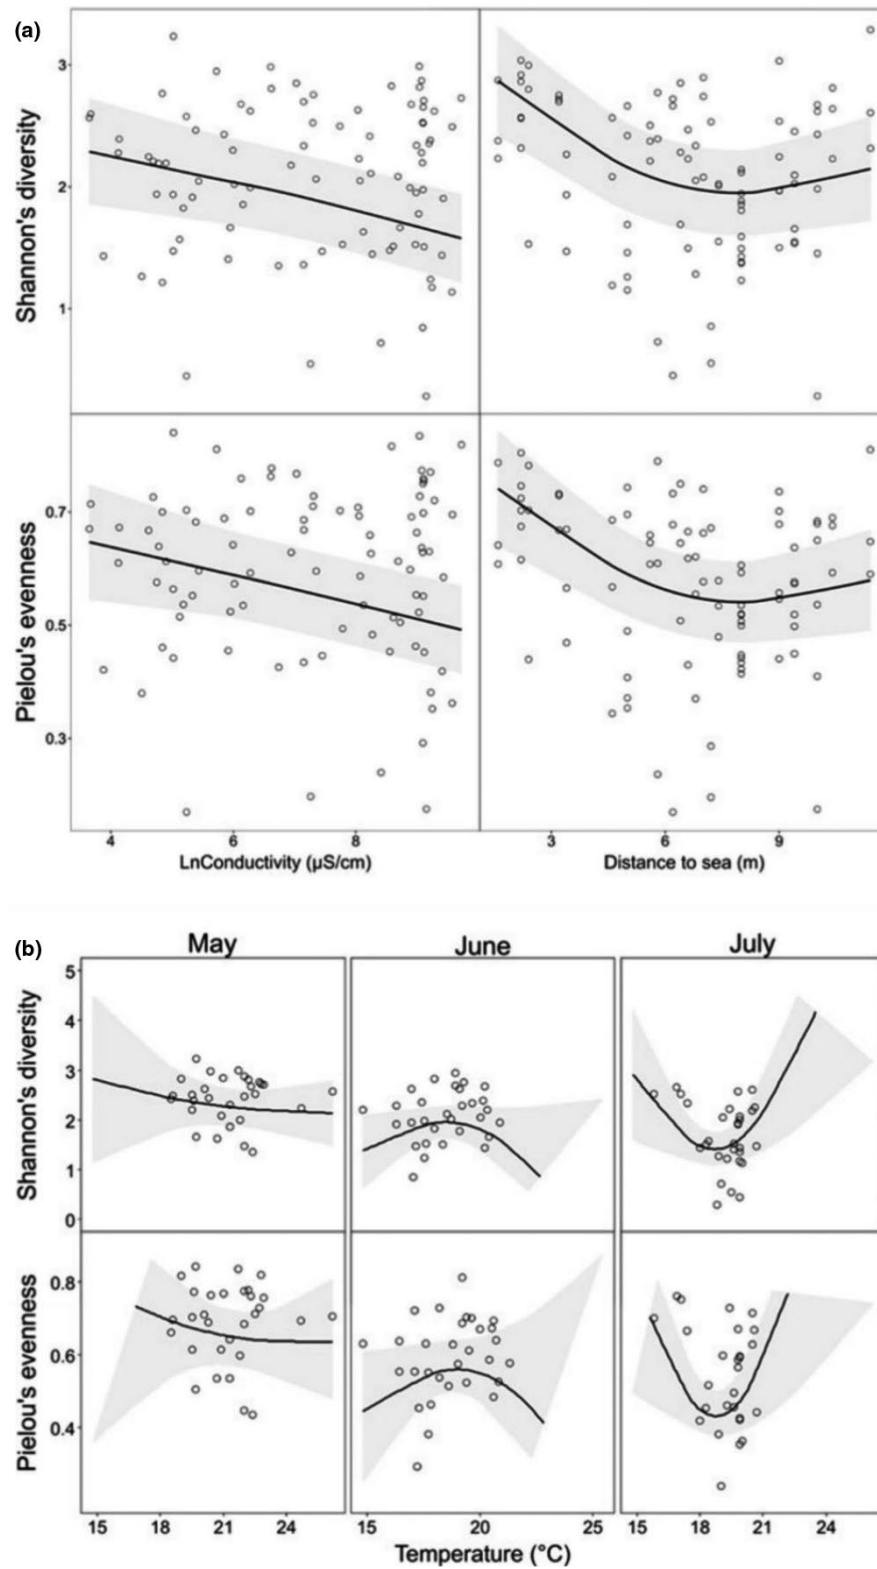 (a)
Shannon's diversity
3
2
1
Pielou's evenness
0.7
0.5
0.3
4 6 8 3 6 9
LnConductivity (µS/cm) Distance to sea (m)
(b)
May June July
Shannon's diversity
5
4
3
2
1
0
Pielou's evenness
0.8
0.6
0.4
15 18 21 24 15 20 25 15 18 21 24
Temperature (°C)